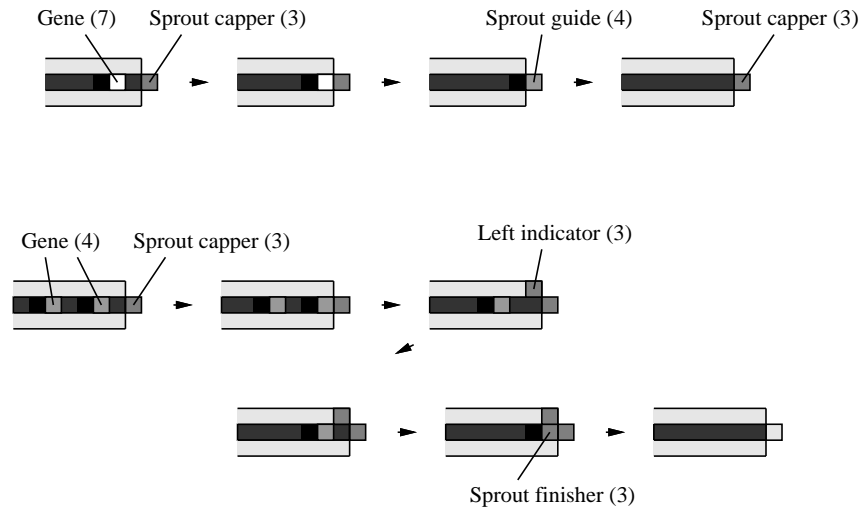 Gene (7) Sprout capper (3) Sprout guide (4) Sprout capper (3)
Gene (4) Sprout capper (3) Left indicator (3)
Sprout finisher (3)